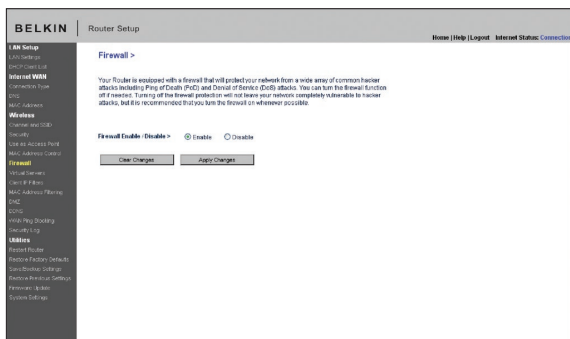 BELKIN
Router Setup
Home | Help | Logout Internet Status: Connection
LAN Setup
LAN Settings
DHCP Client List
Internet WAN
Connection Type
DNS
MAC Address
Wireless
Channel and SSID
Security
Use as Access Point
MAC Address Control
Firewall
Virtual Servers
Client IP Filters
MAC Address Filtering
DMZ
DDNS
WAN Ping Blocking
Security Log
Utilities
Restart Router
Restore Factory Defaults
Save/Backup Settings
Restore Previous Settings
Firmware Update
System Settings
Firewall >
Your Router is equipped with a firewall that will protect your network from a wide array of common hacker
attacks including Ping of Death (PoD) and Denial of Service (DoS) attacks. You can turn the firewall function
off if needed. Turning off the firewall protection will not leave your network completely vulnerable to hacker
attacks, but it is recommended that you turn the firewall on whenever possible.
Firewall Enable / Disable > Enable Disable
Clear Changes Apply Changes